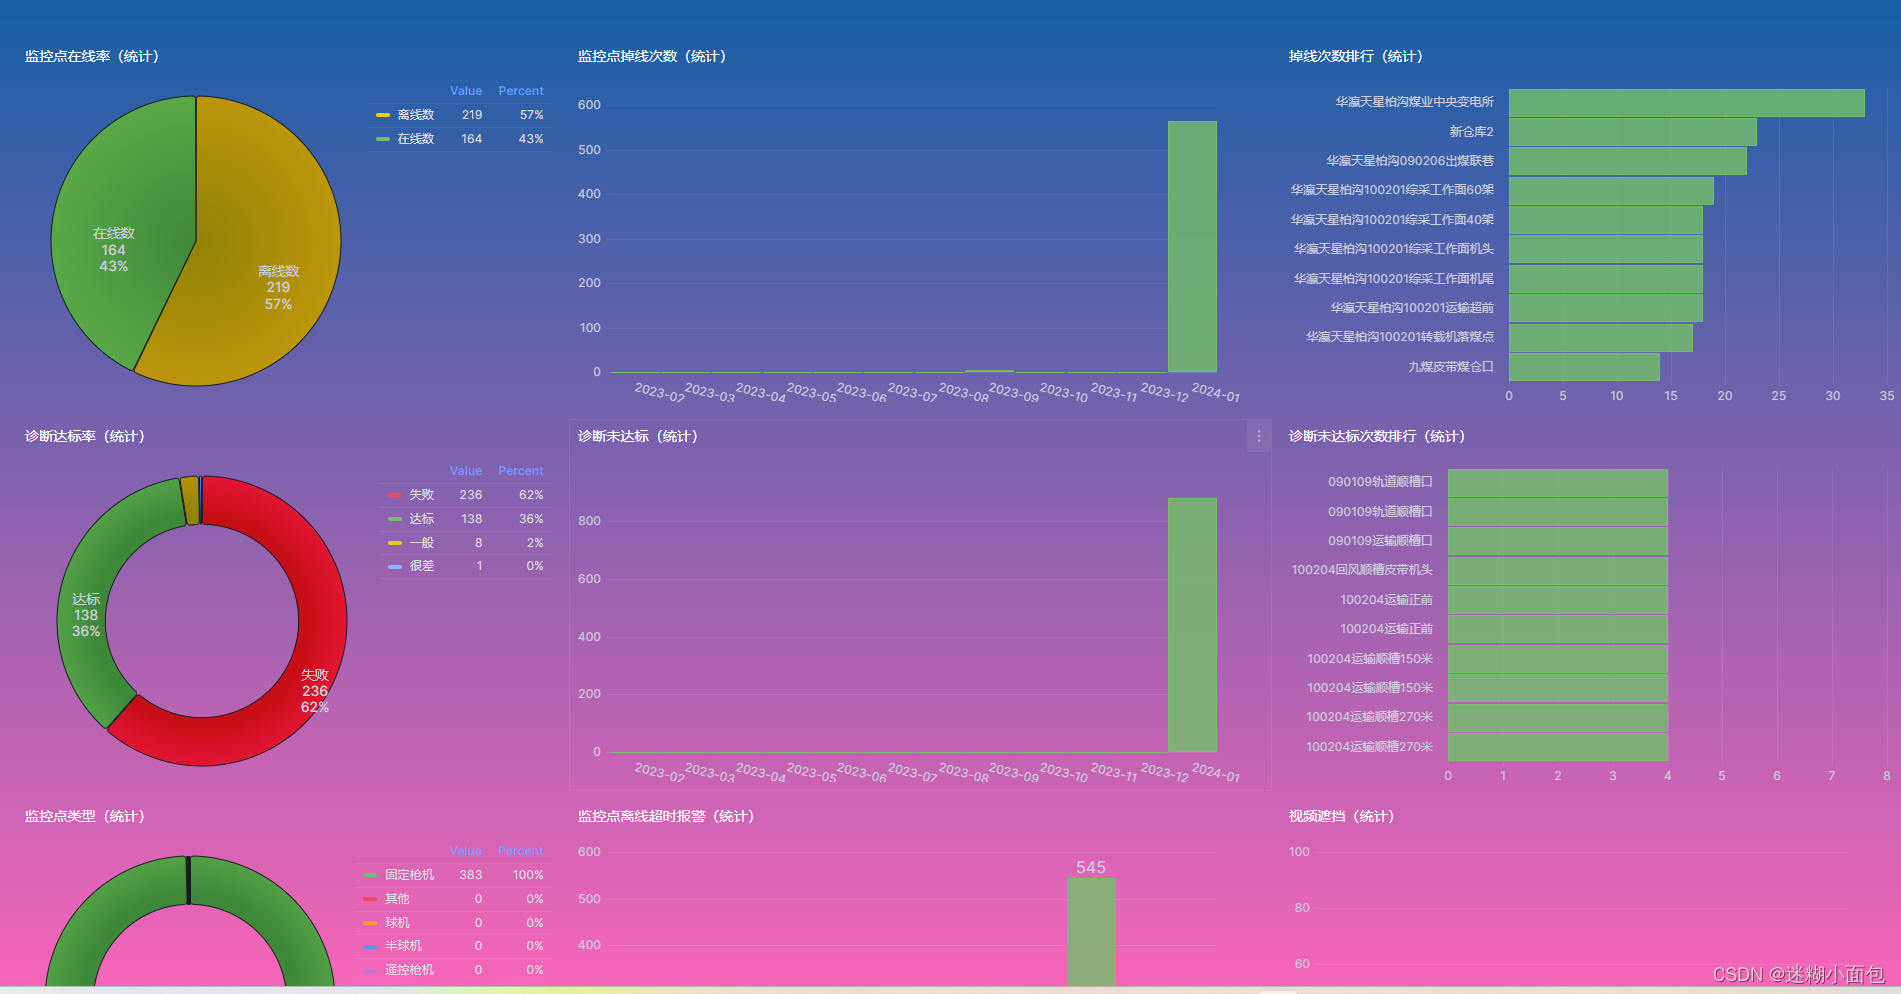 监控点在线率（统计）
Value Percent
离线数 219 57%
在线数 164 43%
在线数
164
43%
离线数
219
57%
监控点掉线次数（统计）
600
500
400
300
200
100
0
2023-02 2023-03 2023-04 2023-05 2023-06 2023-07 2023-08 2023-09 2023-10 2023-11 2023-12 2024-01
掉线次数排行（统计）
华瀛天星柏沟煤业中央变电所
新仓库2
华瀛天星柏沟090206出煤联巷
华瀛天星柏沟100201综采工作面60架
华瀛天星柏沟100201综采工作面40架
华瀛天星柏沟100201综采工作面机头
华瀛天星柏沟100201综采工作面机尾
华瀛天星柏沟100201运输超前
华瀛天星柏沟100201转载机落煤点
九煤皮带煤仓口
0 5 10 15 20 25 30 35
诊断达标率（统计）
Value Percent
失败 236 62%
达标 138 36%
一般 8 2%
很差 1 0%
达标
138
36%
失败
236
62%
诊断未达标（统计）
800
600
400
200
0
2023-02 2023-03 2023-04 2023-05 2023-06 2023-07 2023-08 2023-09 2023-10 2023-11 2023-12 2024-01
诊断未达标次数排行（统计）
090109轨道顺槽口
090109轨道顺槽口
090109运输顺槽口
100204回风顺槽皮带机头
100204运输正前
100204运输正前
100204运输顺槽150米
100204运输顺槽150米
100204运输顺槽270米
100204运输顺槽270米
0 1 2 3 4 5 6 7 8
监控点类型（统计）
Value Percent
固定枪机 383 100%
其他 0 0%
球机 0 0%
半球机 0 0%
遥控枪机 0 0%
监控点离线超时报警（统计）
600
500
400
545
视频遮挡（统计）
100
80
60
CSDN @迷糊小面包